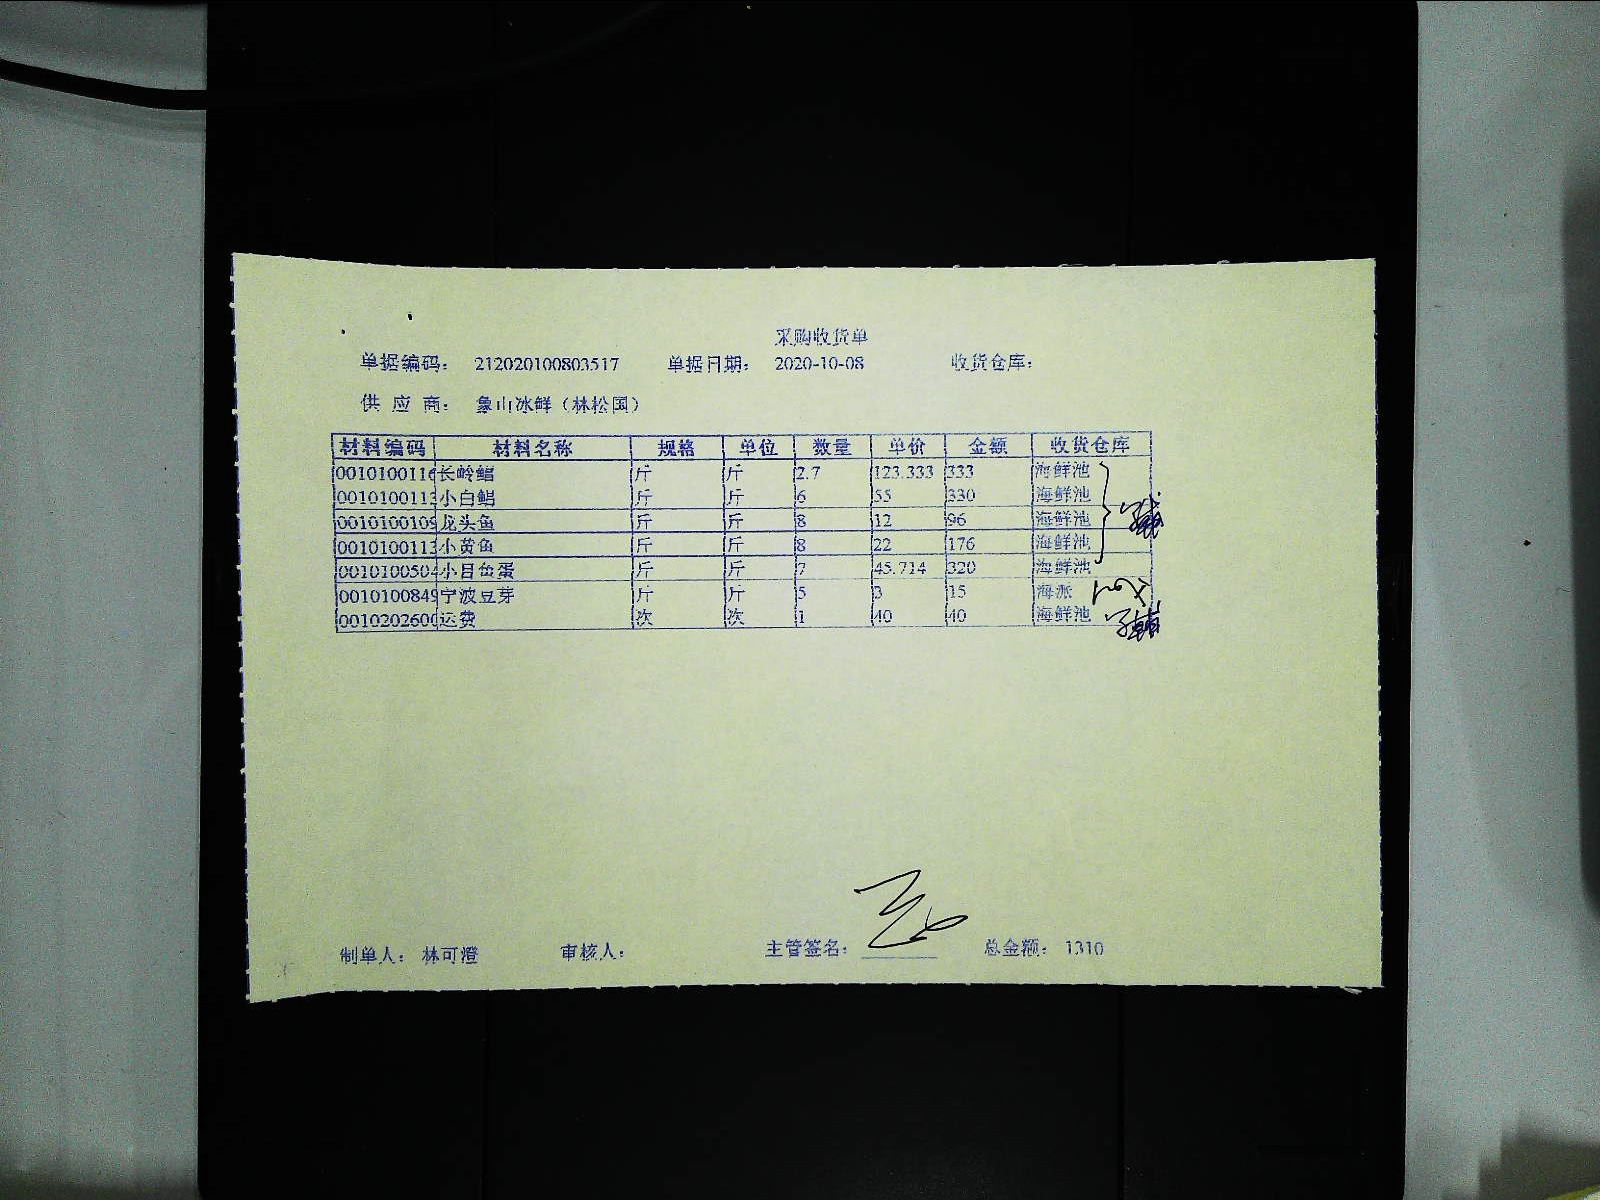 采购收货单
单据编码： 212020100803517 单据日期： 2020-10-08 收货仓库：
供 应 商： 象山冰鲜（林松国）
材料编码 材料名称 规格 单位 数量 单价 金额 收货仓库
0010100116 长岭鲳 斤 斤 2.7 123.333 333 海鲜池
001010011 小白鲳 斤 斤 6 55 330 海鲜池
0010100109 龙头鱼 斤 斤 8 12 96 海鲜池
001010011 小黄鱼 斤 斤 8 22 176 海鲜池
001010050 小目鱼蛋 斤 斤 7 45.714 320 海鲜池
0010100849 宁波豆芽 斤 斤 5 3 15 海派
001020260 运费 次 次 1 40 40 海鲜池
制单人： 林可澄 审核人： 主管签名： 总金额： 1310